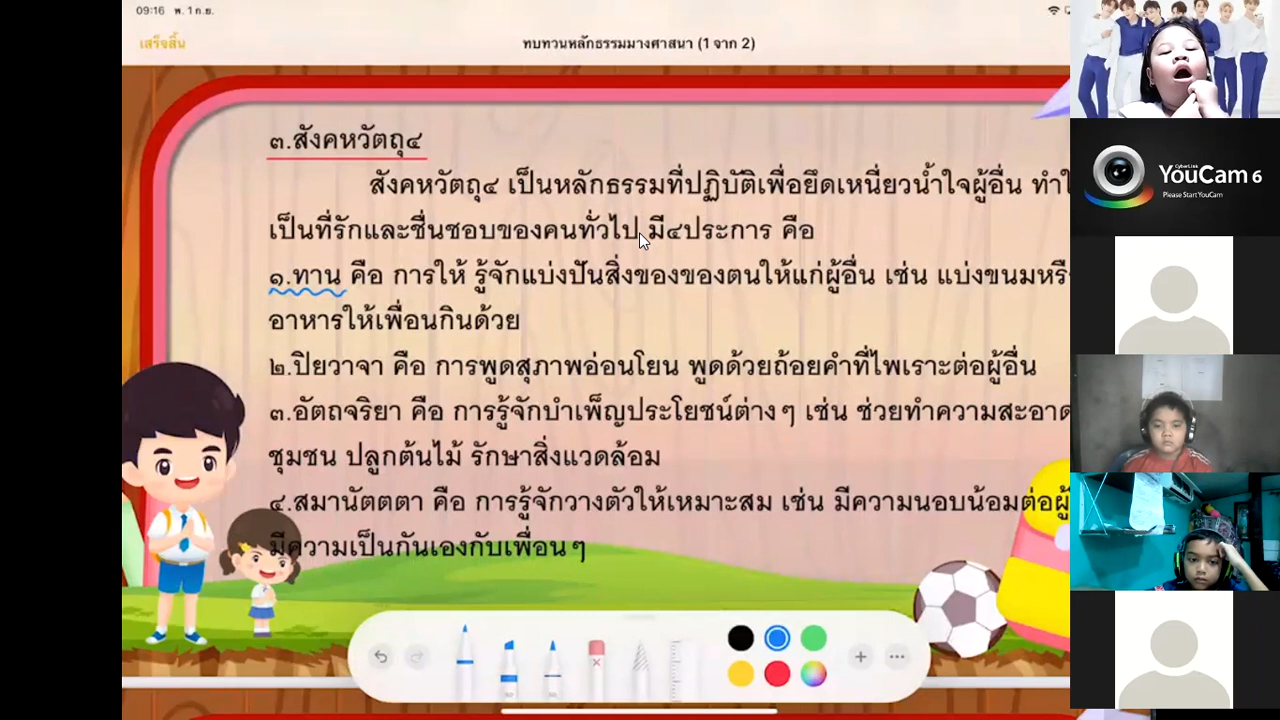 09:16 พ. 1 ก.ย.
เสร็จสิ้น
ทบทวนหลักธรรมมางศาสนา (1 จาก 2)
๓.สังคหวัตถุ๔
สังคหวัตถุ๔ เป็นหลักธรรมที่ปฏิบัติเพื่อยึดเหนี่ยวน้ำใจผู้อื่น ทำใ
เป็นที่รักและชื่นชอบของคนทั่วไป มี๔ประการ คือ
๑.ทาน คือ การให้ รู้จักแบ่งปันสิ่งของของตนให้แก่ผู้อื่น เช่น แบ่งขนมหรื
อาหารให้เพื่อนกินด้วย
๒.ปิยวาจา คือ การพูดสุภาพอ่อนโยน พูดด้วยถ้อยคำที่ไพเราะต่อผู้อื่น
๓.อัตถจริยา คือ การรู้จักบำเพ็ญประโยชน์ต่างๆ เช่น ช่วยทำความสะอาด
ชุมชน ปลูกต้นไม้ รักษาสิ่งแวดล้อม
๔.สมานัตตตา คือ การรู้จักวางตัวให้เหมาะสม เช่น มีความนอบน้อมต่อผู้
มีความเป็นกันเองกับเพื่อนๆ
CyberLink
YouCam 6
Please Start YouCam